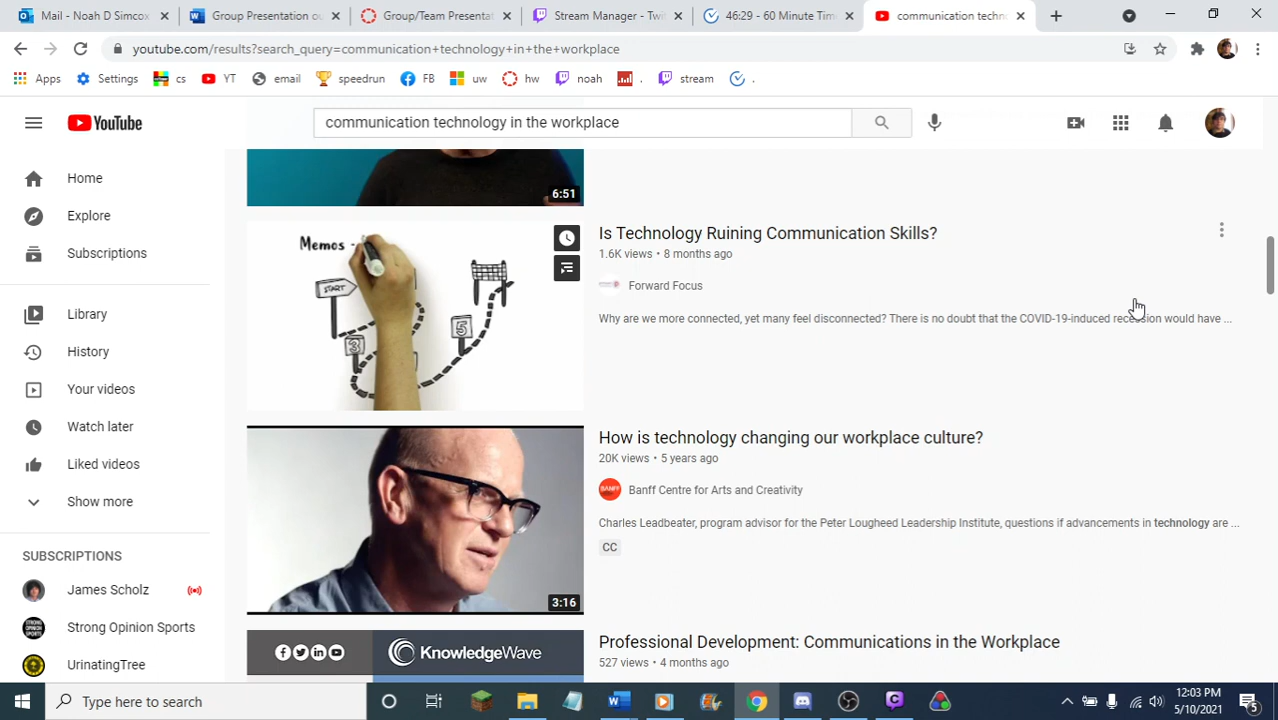 Mail - Noah D Simcox
Group Presentation ou
Group/Team Presentat
Stream Manager - Twi
46:29 - 60 Minute Tim
communication techn
youtube.com/results?search_query=communication+technology+in+the+workplace
Apps
Settings
cs
YT
email
speedrun
FB
uw
hw
noah
.
stream
.
YouTube
communication technology in the workplace
Home
Explore
Subscriptions
Library
History
Your videos
Watch later
Liked videos
Show more
SUBSCRIPTIONS
James Scholz
Strong Opinion Sports
UrinatingTree
6:51
Memos -
START
3
5
Is Technology Ruining Communication Skills?
1.6K views • 8 months ago
Forward Focus
Why are we more connected, yet many feel disconnected? There is no doubt that the COVID-19-induced recession would have ...
3:16
How is technology changing our workplace culture?
20K views • 5 years ago
BANFF
Banff Centre for Arts and Creativity
Charles Leadbeater, program advisor for the Peter Lougheed Leadership Institute, questions if advancements in technology are ...
CC
KnowledgeWave
Professional Development: Communications in the Workplace
527 views • 4 months ago
Type here to search
12:03 PM
5/10/2021
5